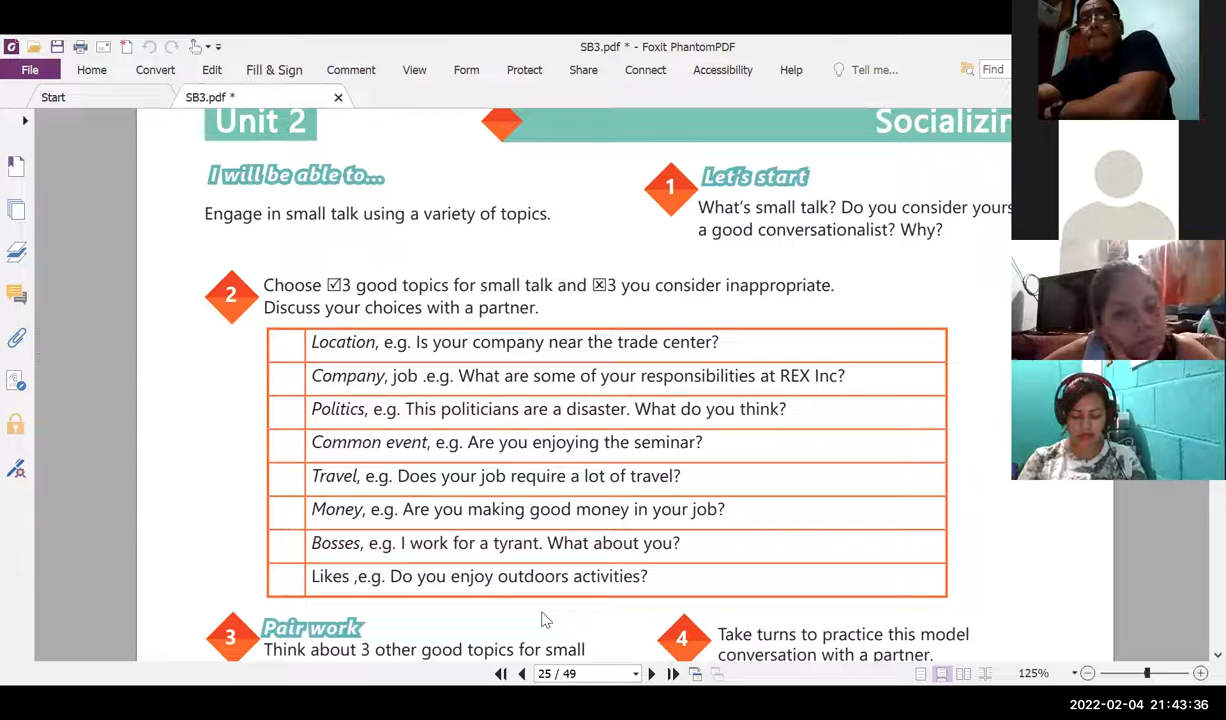 SB3.pdf * - Foxit PhantomPDF
File Home Convert Edit Fill & Sign Comment View Form Protect Share Connect Accessibility Help Tell me... Find
Start SB3.pdf *
Unit 2
Socializin
I will be able to...
Engage in small talk using a variety of topics.
1 Let's start
What's small talk? Do you consider yours
a good conversationalist? Why?
2
Choose ☑3 good topics for small talk and ☒3 you consider inappropriate.
Discuss your choices with a partner.
Location, e.g. Is your company near the trade center?
Company, job .e.g. What are some of your responsibilities at REX Inc?
Politics, e.g. This politicians are a disaster. What do you think?
Common event, e.g. Are you enjoying the seminar?
Travel, e.g. Does your job require a lot of travel?
Money, e.g. Are you making good money in your job?
Bosses, e.g. I work for a tyrant. What about you?
Likes ,e.g. Do you enjoy outdoors activities?
3 Pair work
Think about 3 other good topics for small
4 Take turns to practice this model
conversation with a partner.
25 / 49
125%
2022-02-04 21:43:36